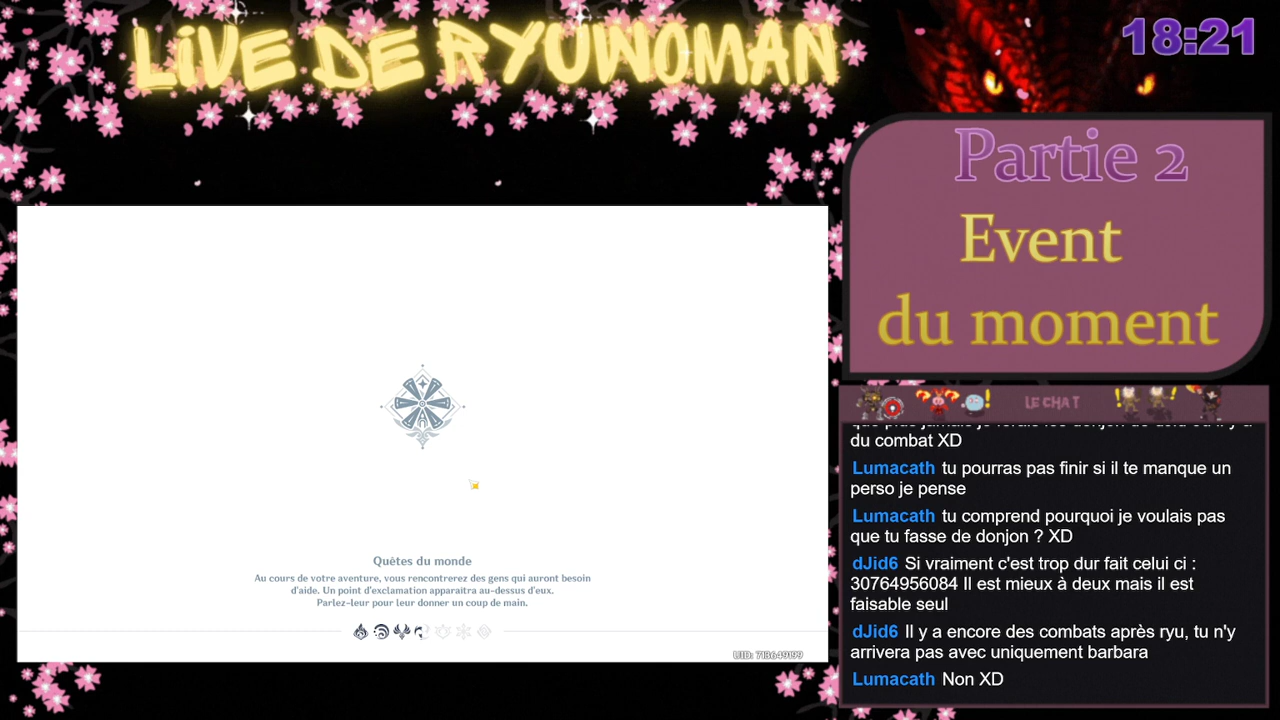 LIVE DE RYUWOMAN
18:21
Partie 2
Event
du moment
LE CHAT
du combat XD
Lumacath tu pourras pas finir si il te manque un
perso je pense
Lumacath tu comprend pourquoi je voulais pas
que tu fasse de donjon ? XD
dJid6 Si vraiment c'est trop dur fait celui ci :
30764956084 Il est mieux à deux mais il est
faisable seul
dJid6 Il y a encore des combats après ryu, tu n'y
arrivera pas avec uniquement barbara
Lumacath Non XD
Quêtes du monde
Au cours de votre aventure, vous rencontrerez des gens qui auront besoin
d'aide. Un point d'exclamation apparaitra au-dessus d'eux.
Parlez-leur pour leur donner un coup de main.
UID: 713649199